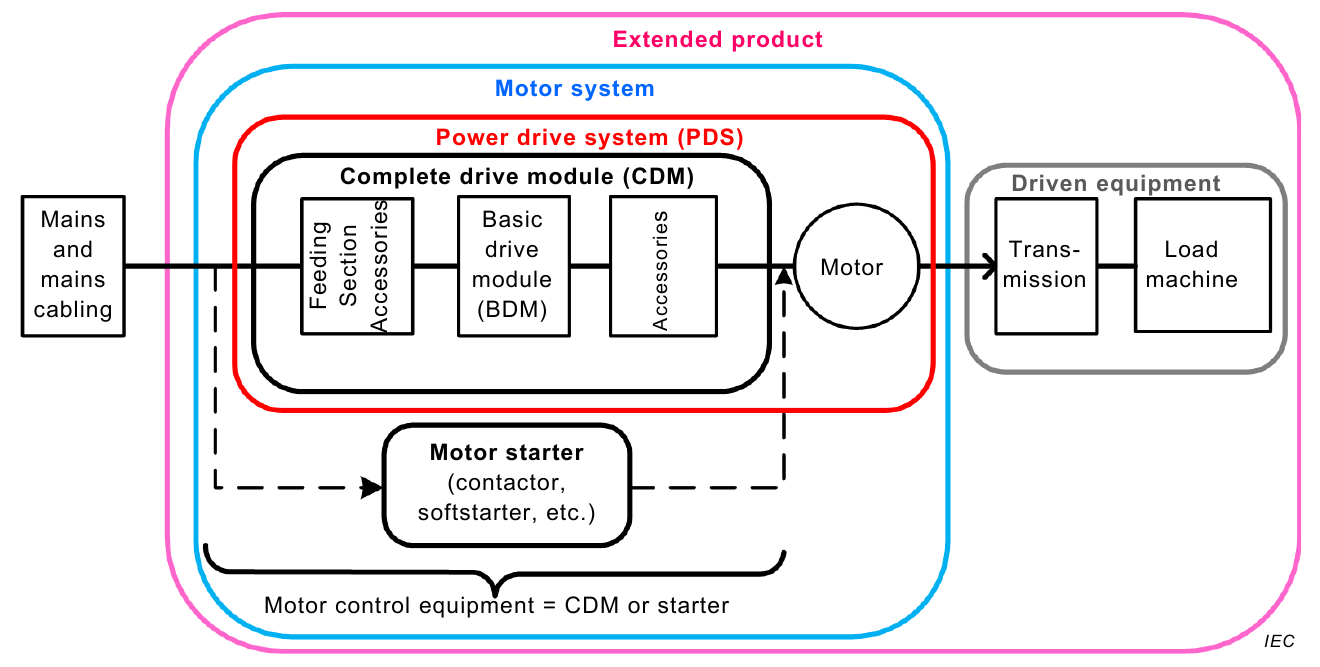 Extended product
Motor system
Power drive system (PDS)
Complete drive module (CDM)
Driven equipment
Mains
and
mains
cabling
Feeding
Section
Accessories
Basic
drive
module
(BDM)
Accessories
Motor
Trans-
mission
Load
machine
Motor starter
(contactor,
softstarter, etc.)
Motor control equipment = CDM or starter
IEC